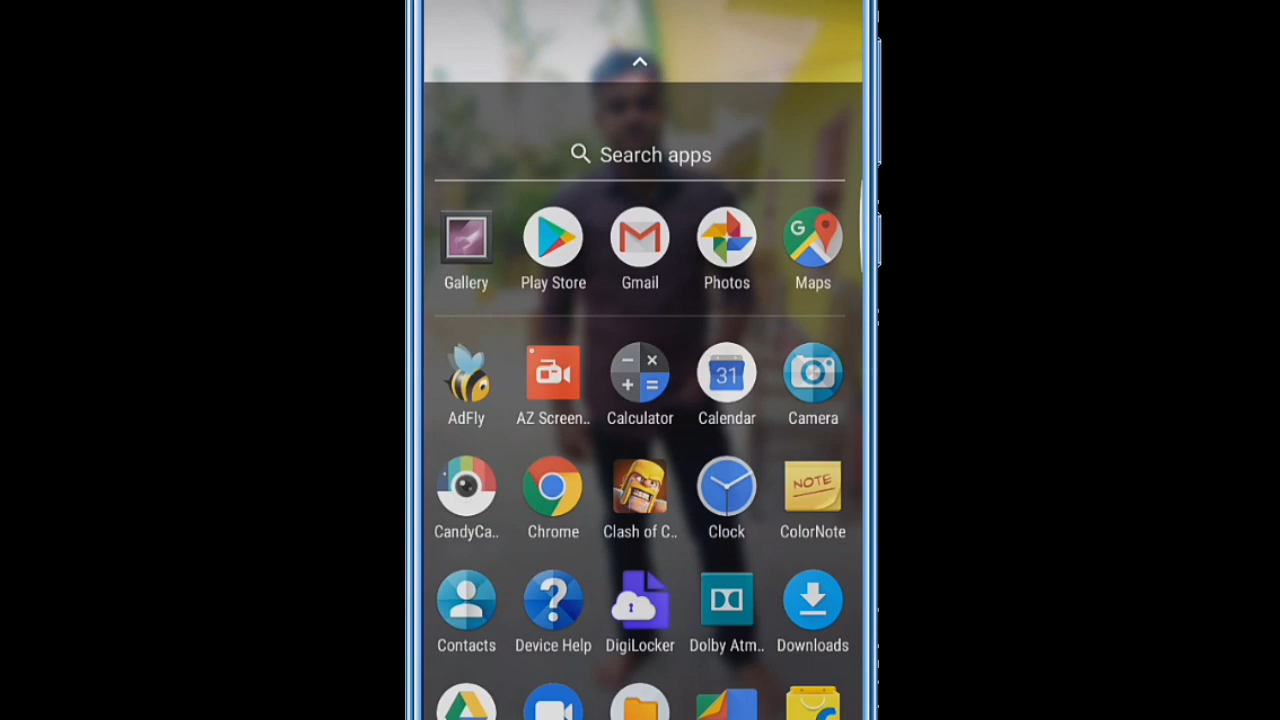 Search apps
Gallery Play Store Gmail Photos Maps
AdFly AZ Screen.. Calculator Calendar Camera
31
CandyCa.. Chrome Clash of C.. Clock ColorNote
NOTE
Contacts Device Help DigiLocker Dolby Atm.. Downloads